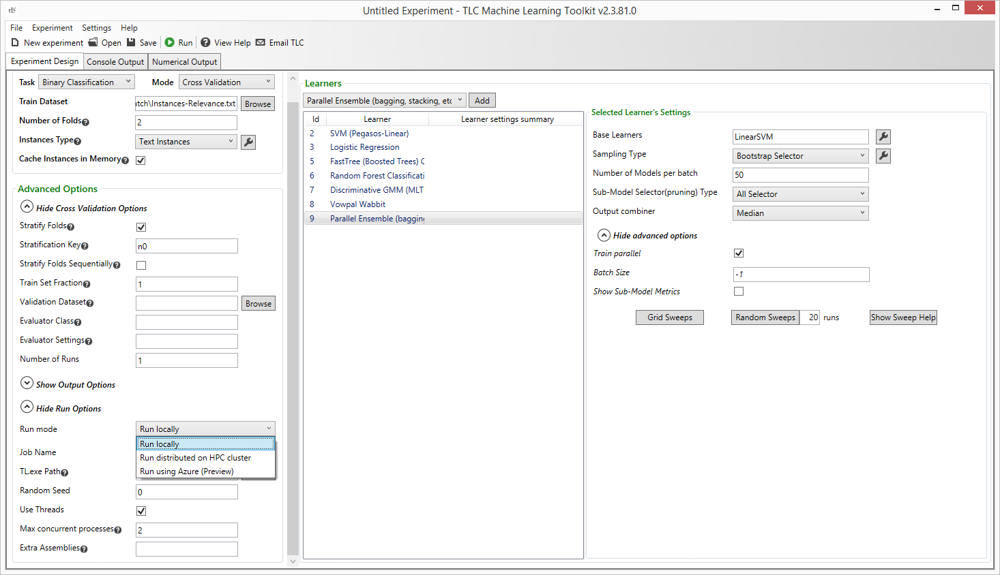 tLc
Untitled Experiment - TLC Machine Learning Toolkit v2.3.81.0
File Experiment Settings Help
New experiment Open Save Run View Help Email TLC
Experiment Design Console Output Numerical Output
Task Binary Classification Mode Cross Validation
Train Dataset atch\Instances-Relevance.txt Browse
Number of Folds 2
Instances Type Text Instances
Cache Instances in Memory
Advanced Options
Hide Cross Validation Options
Stratify Folds
Stratification Key n0
Stratify Folds Sequentially
Train Set Fraction 1
Validation Dataset Browse
Evaluator Class
Evaluator Settings
Number of Runs 1
Show Output Options
Hide Run Options
Run mode Run locally
Run locally
Job Name
Run distributed on HPC cluster
TL.exe Path Run using Azure (Preview)
Random Seed 0
Use Threads
Max concurrent processes 2
Extra Assemblies
Learners
Parallel Ensemble (bagging, stacking, etc Add
Id Learner Learner settings summary
2 SVM (Pegasos-Linear)
3 Logistic Regression
5 FastTree (Boosted Trees) C
6 Random Forest Classificati
7 Discriminative GMM (MLT
8 Vowpal Wabbit
9 Parallel Ensemble (bagging
Selected Learner's Settings
Base Learners LinearSVM
Sampling Type Bootstrap Selector
Number of Models per batch 50
Sub-Model Selector(pruning) Type All Selector
Output combiner Median
Hide advanced options
Train parallel
Batch Size -1
Show Sub-Model Metrics
Grid Sweeps Random Sweeps 20 runs Show Sweep Help